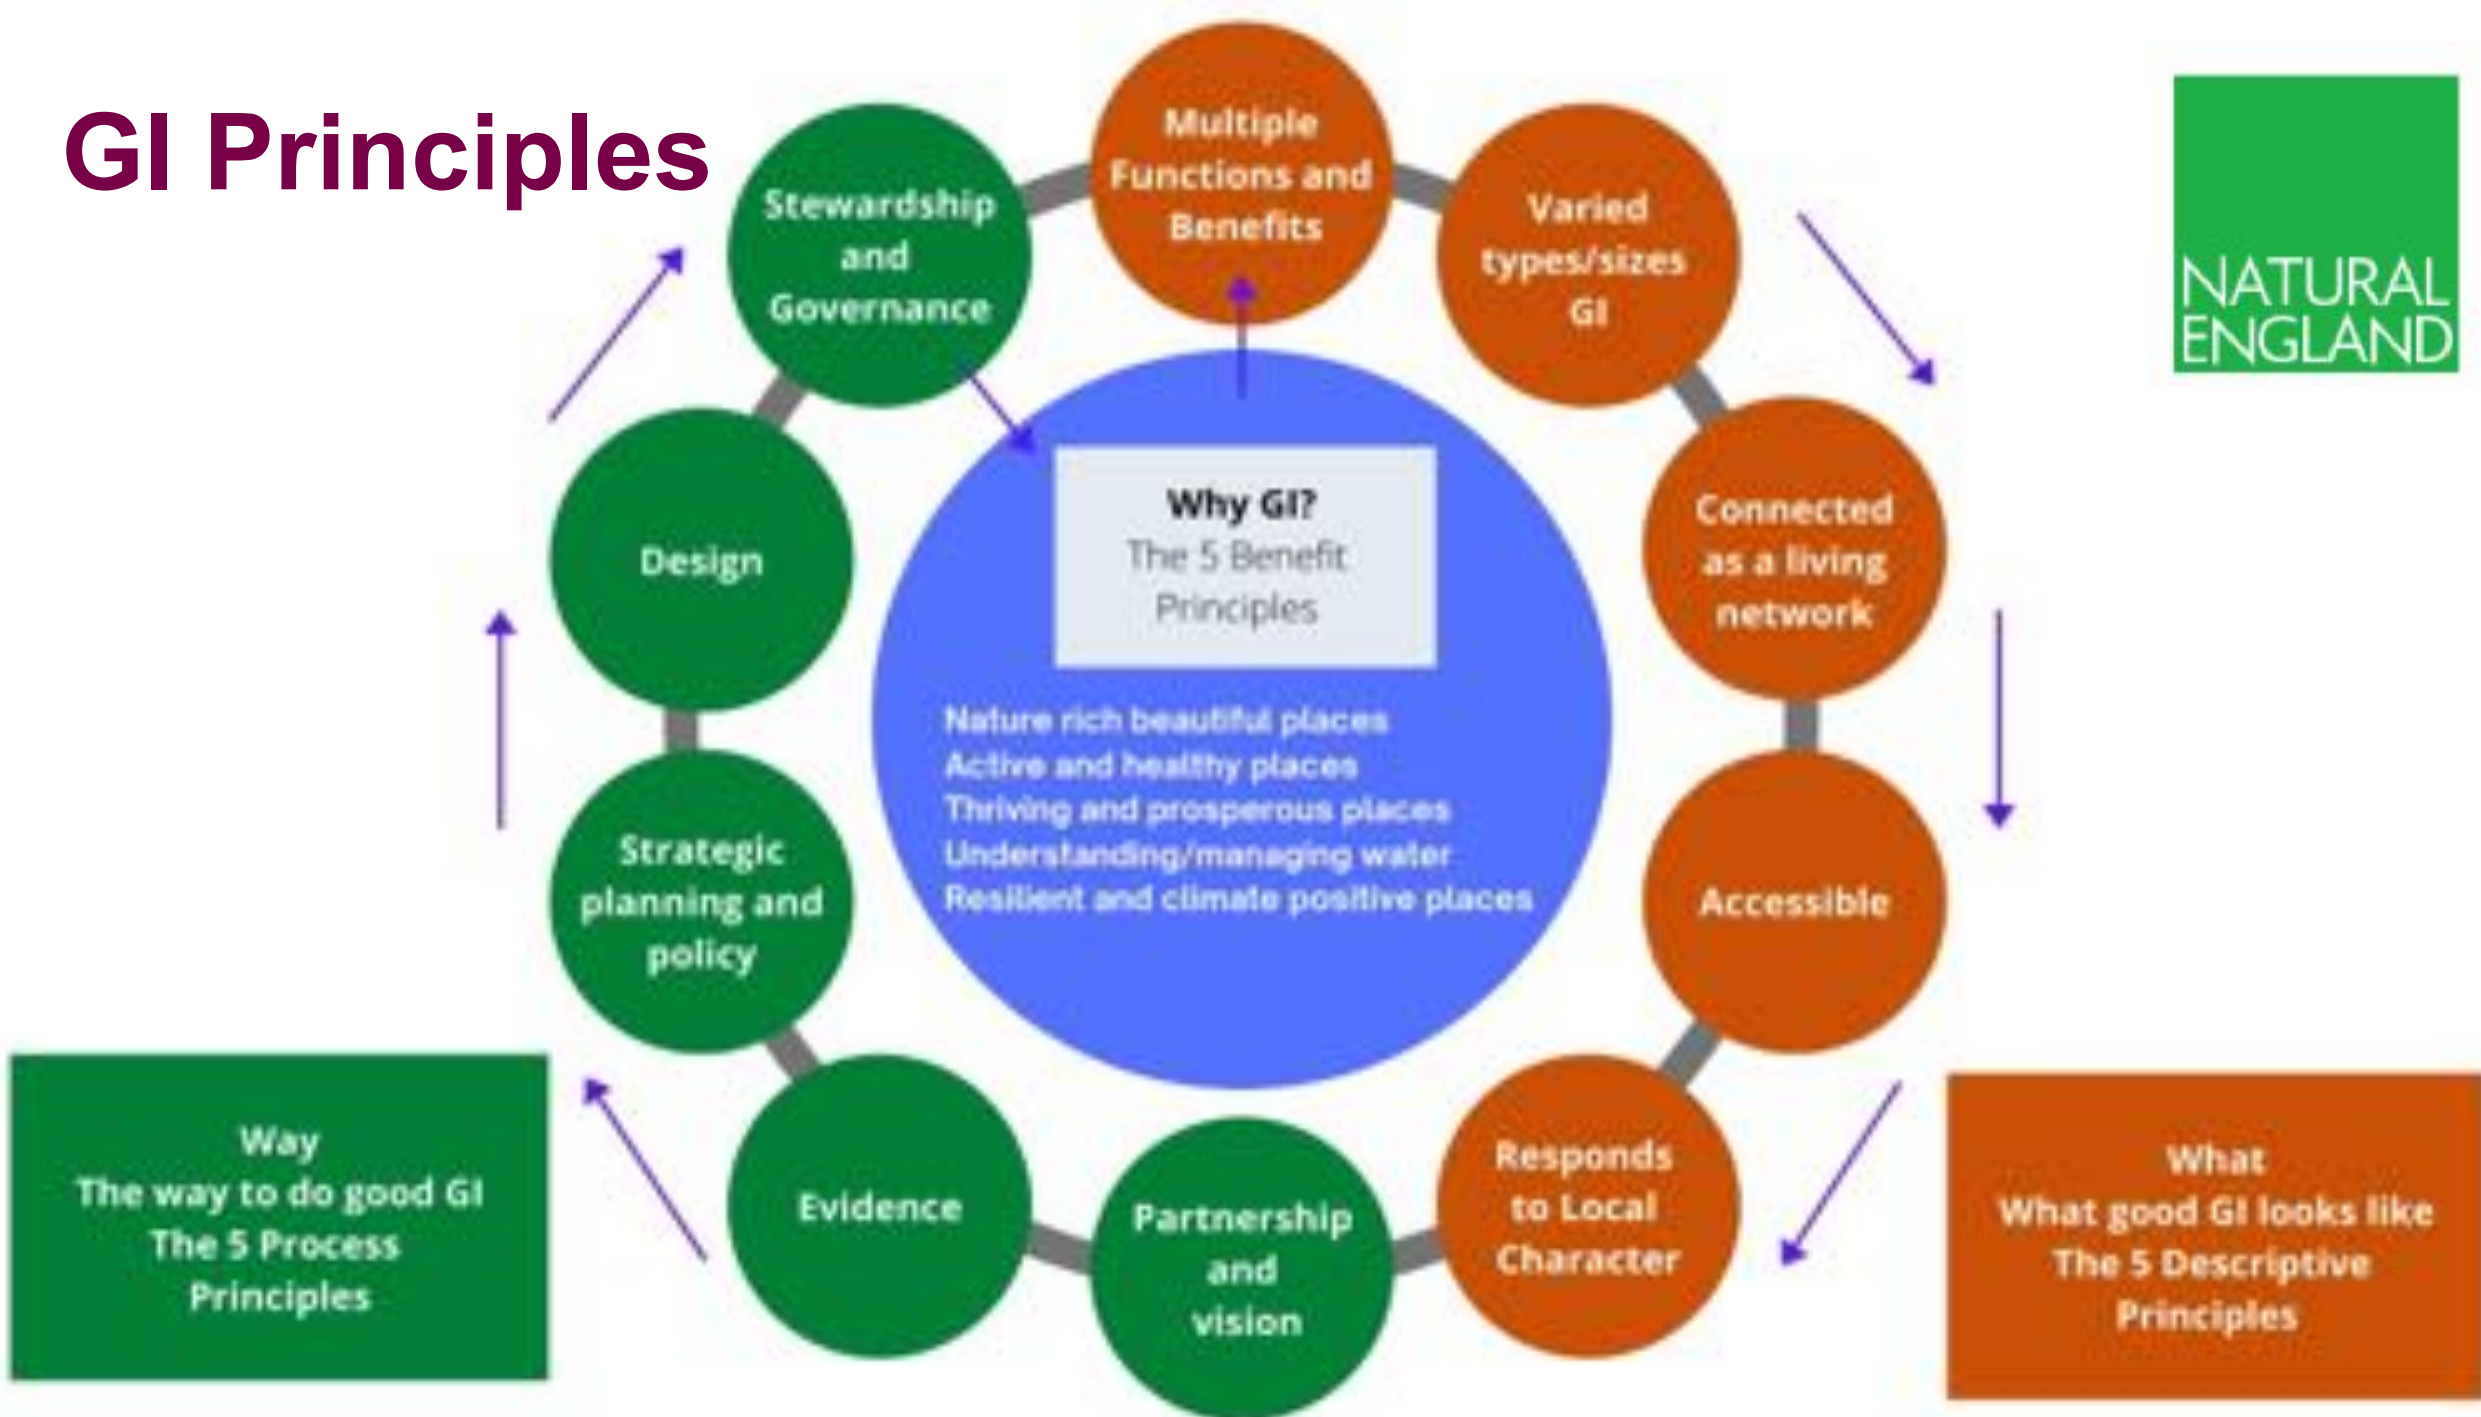 GI Principles
Multiple
Functions and
Benefits
Varied
types/sizes
GI
Connected
as a living
network
Accessible
Responds
to Local
Character
Partnership
and
vision
Evidence
Strategic
planning and
policy
Design
Stewardship
and
Governance
Why GI?
The 5 Benefit
Principles
Nature rich beautiful places
Active and healthy places
Thriving and prosperous places
Understanding/managing water
Resilient and climate positive places
Way
The way to do good GI
The 5 Process
Principles
What
What good GI looks like
The 5 Descriptive
Principles
NATURAL
ENGLAND